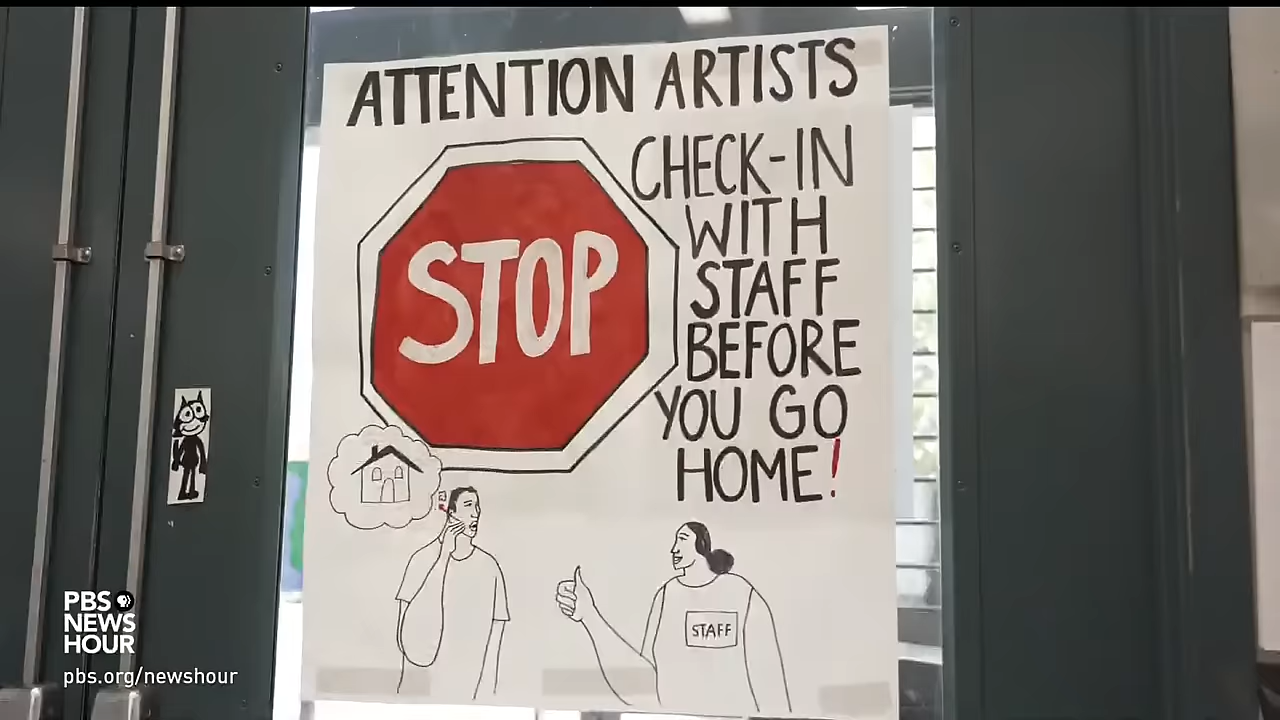 ATTENTION ARTISTS
STOP
CHECK-IN
WITH
STAFF
BEFORE
YOU GO
HOME!
STAFF
PBS
NEWS
HOUR
pbs.org/newshour